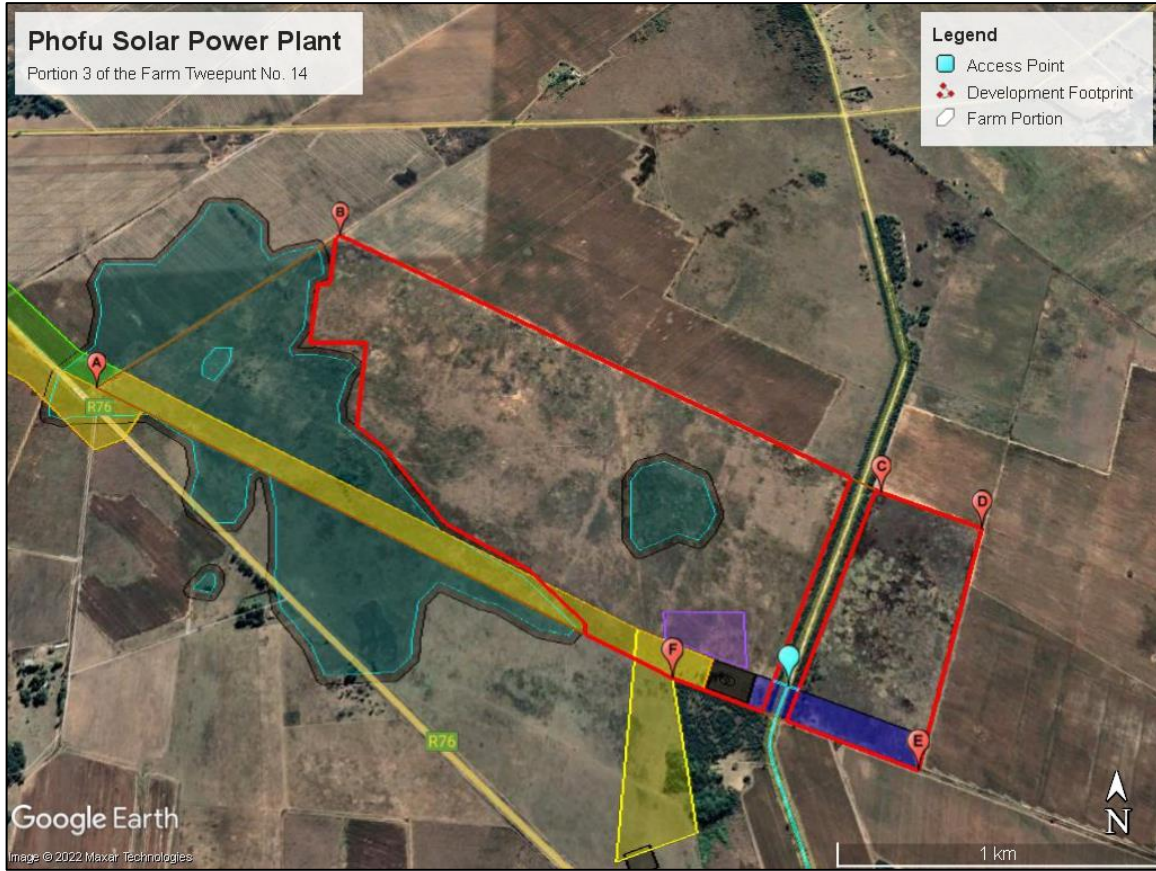 Phofu Solar Power Plant
Portion 3 of the Farm Tweepunt No. 14
Legend
Access Point
Development Footprint
Farm Portion
B
A
R76
C
D
F
E
R76
Google Earth
N
Image © 2022 Maxar Technologies
1 km